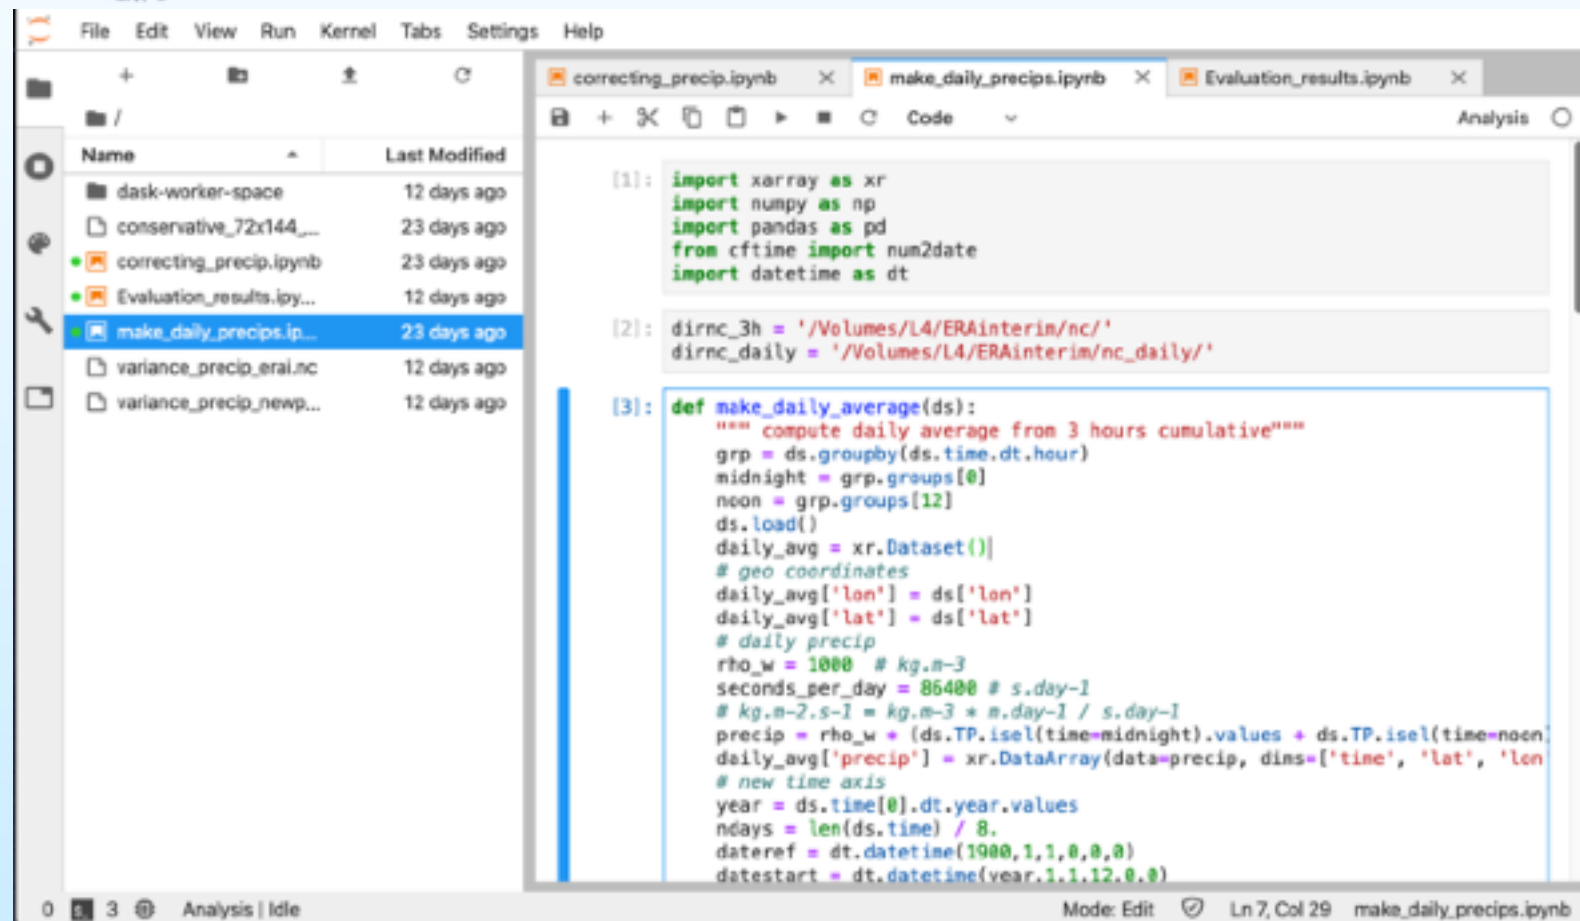 File Edit View Run Kernel Tabs Settings Help
correcting_precip.ipynb make_daily_precips.ipynb Evaluation_results.ipynb
/
Code Analysis
Name Last Modified
dask-worker-space 12 days ago
conservative_72x144_... 23 days ago
correcting_precip.ipynb 23 days ago
Evaluation_results.ipy... 12 days ago
make_daily_precips.ip... 23 days ago
variance_precip_erai.nc 12 days ago
variance_precip_newp... 12 days ago
[1]: import xarray as xr
import numpy as np
import pandas as pd
from cftime import num2date
import datetime as dt
[2]: dirnc_3h = '/Volumes/L4/ERAinterim/nc/'
dirnc_daily = '/Volumes/L4/ERAinterim/nc_daily/'
[3]: def make_daily_average(ds):
""" compute daily average from 3 hours cumulative"""
grp = ds.groupby(ds.time.dt.hour)
midnight = grp.groups[0]
noon = grp.groups[12]
ds.load()
daily_avg = xr.Dataset()
# geo coordinates
daily_avg['lon'] = ds['lon']
daily_avg['lat'] = ds['lat']
# daily precip
rho_w = 1000 # kg.m-3
seconds_per_day = 86400 # s.day-1
# kg.m-2.s-1 = kg.m-3 * m.day-1 / s.day-1
precip = rho_w * (ds.TP.isel(time=midnight).values + ds.TP.isel(time=noon)
daily_avg['precip'] = xr.DataArray(data=precip, dims=['time', 'lat', 'lon'
# new time axis
year = ds.time[0].dt.year.values
ndays = len(ds.time) / 8.
dateref = dt.datetime(1900,1,1,0,0,0)
datestart = dt.datetime(year,1,1,12,0,0)
0 3 Analysis | Idle Mode: Edit Ln 7, Col 29 make_daily_precips.ipynb